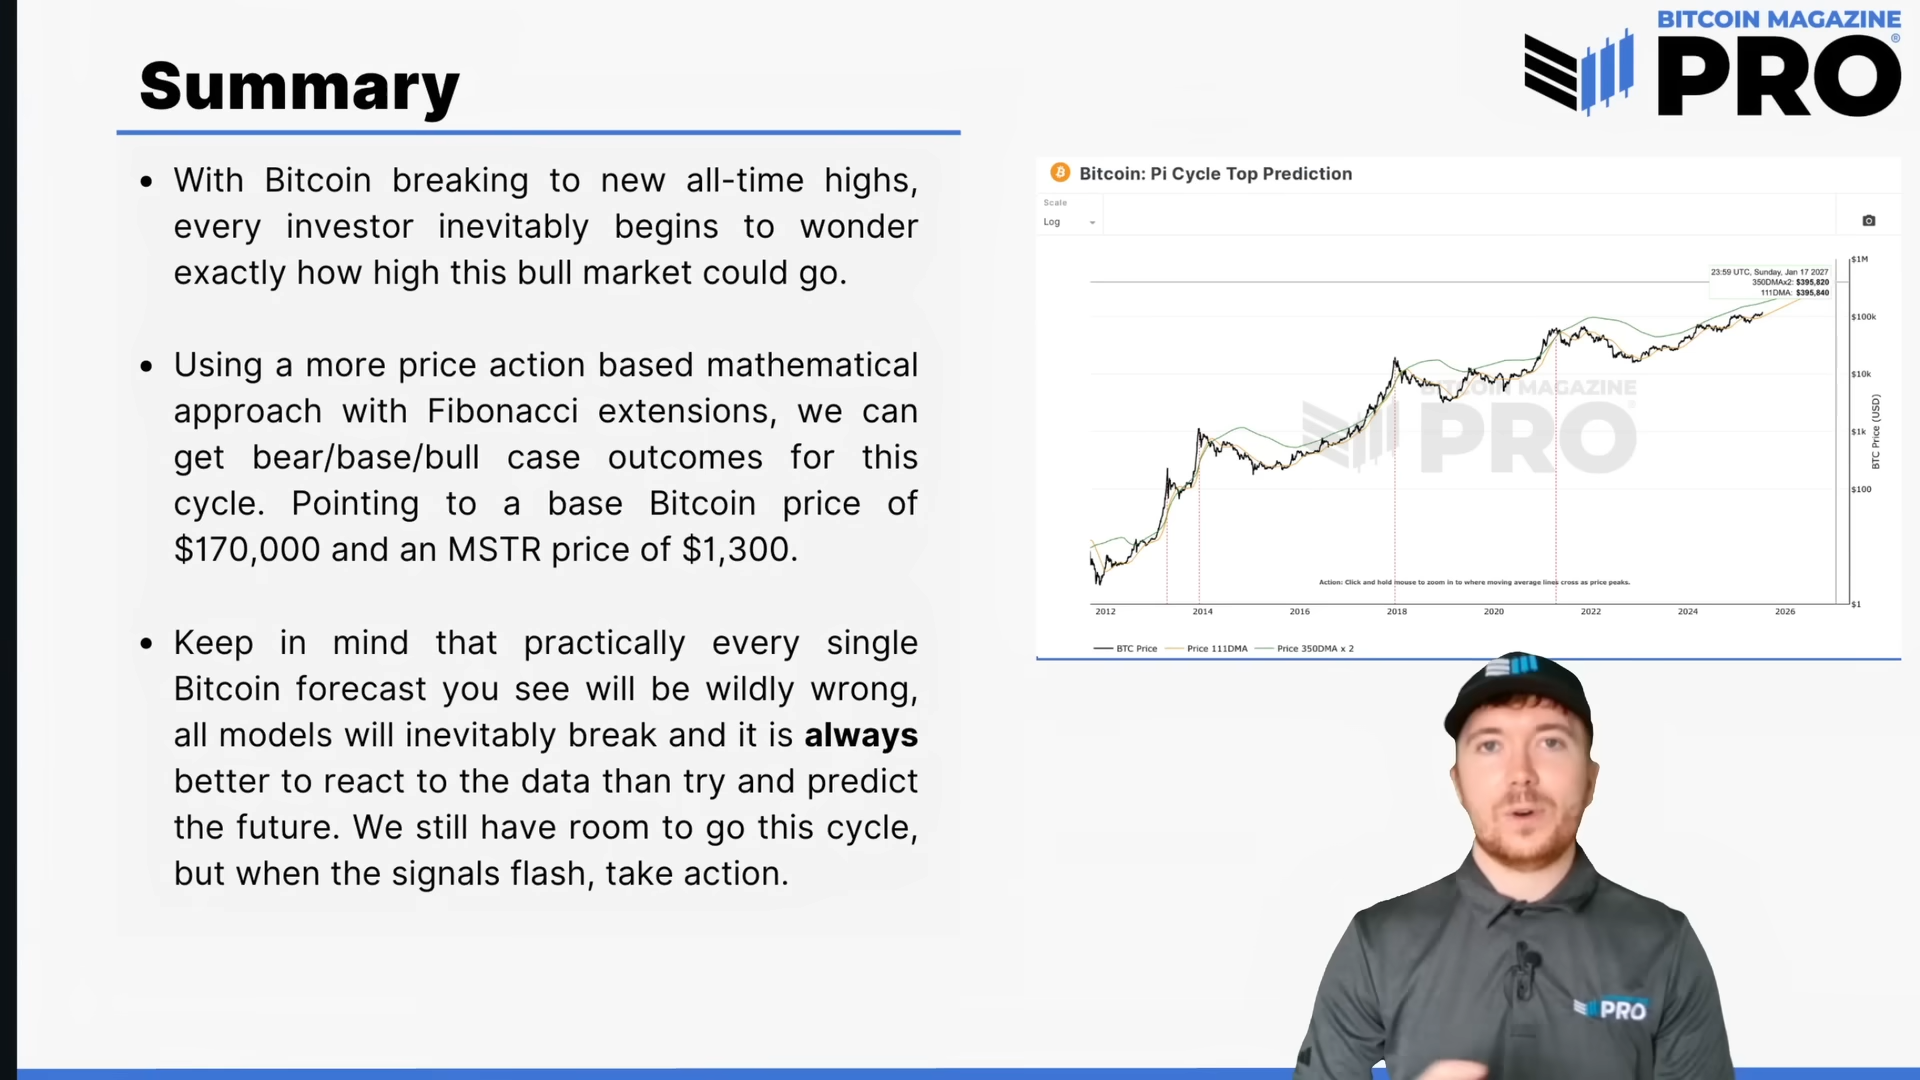 Summary
• With Bitcoin breaking to new all-time highs,
every investor inevitably begins to wonder
exactly how high this bull market could go.
• Using a more price action based mathematical
approach with Fibonacci extensions, we can
get bear/base/bull case outcomes for this
cycle. Pointing to a base Bitcoin price of
$170,000 and an MSTR price of $1,300.
• Keep in mind that practically every single
Bitcoin forecast you see will be wildly wrong,
all models will inevitably break and it is always
better to react to the data than try and predict
the future. We still have room to go this cycle,
but when the signals flash, take action.
BITCOIN MAGAZINE
PRO®
Bitcoin: Pi Cycle Top Prediction
Scale
Log
23:59 UTC, Sunday, Jan 17 2027
350DMAx2: $395,820
111DMA: $395,840
$1M
$100k
$10k
$1k
$100
$1
BTC Price (USD)
BITCOIN MAGAZINE
PRO
Action: Click and hold mouse to zoom in to where moving average lines cross as price peaks.
2012 2014 2016 2018 2020 2022 2024 2026
BTC Price Price 111DMA Price 350DMA x 2
PRO